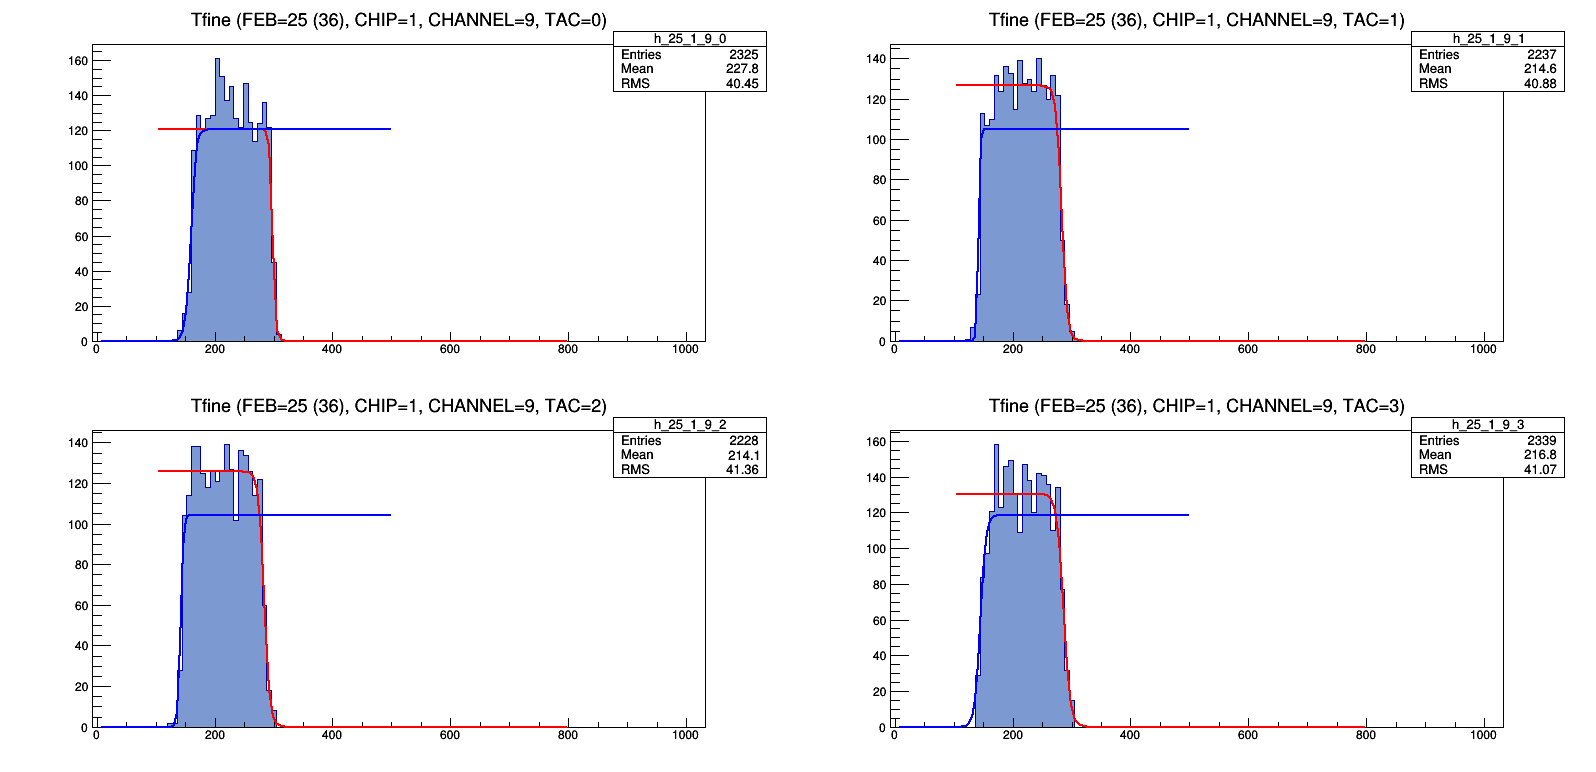 Tfine (FEB=25 (36), CHIP=1, CHANNEL=9, TAC=0)
h_25_1_9_0
Entries 2325
Mean 227.8
RMS 40.45
160
140
120
100
80
60
40
20
0
0 200 400 600 800 1000
Tfine (FEB=25 (36), CHIP=1, CHANNEL=9, TAC=1)
h_25_1_9_1
Entries 2237
Mean 214.6
RMS 40.88
140
120
100
80
60
40
20
0
0 200 400 600 800 1000
Tfine (FEB=25 (36), CHIP=1, CHANNEL=9, TAC=2)
h_25_1_9_2
Entries 2228
Mean 214.1
RMS 41.36
140
120
100
80
60
40
20
0
0 200 400 600 800 1000
Tfine (FEB=25 (36), CHIP=1, CHANNEL=9, TAC=3)
h_25_1_9_3
Entries 2339
Mean 216.8
RMS 41.07
160
140
120
100
80
60
40
20
0
0 200 400 600 800 1000